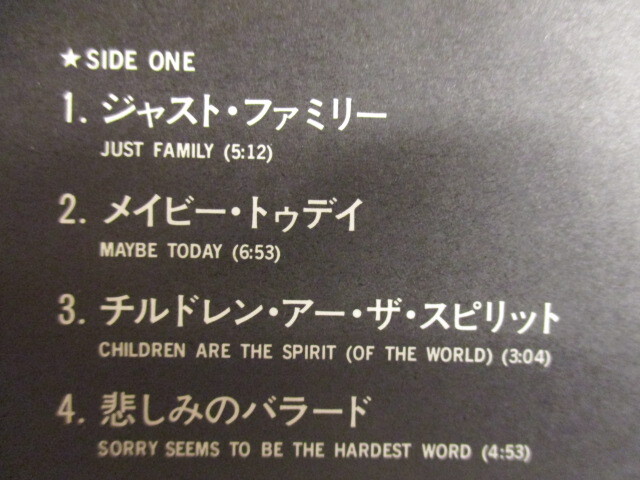 ★SIDE ONE
1. ジャスト・ファミリー
JUST FAMILY (5:12)
2. メイビー・トゥデイ
MAYBE TODAY (6:53)
3. チルドレン・アー・ザ・スピリット
CHILDREN ARE THE SPIRIT (OF THE WORLD) (3:04)
4. 悲しみのバラード
SORRY SEEMS TO BE THE HARDEST WORD (4:53)